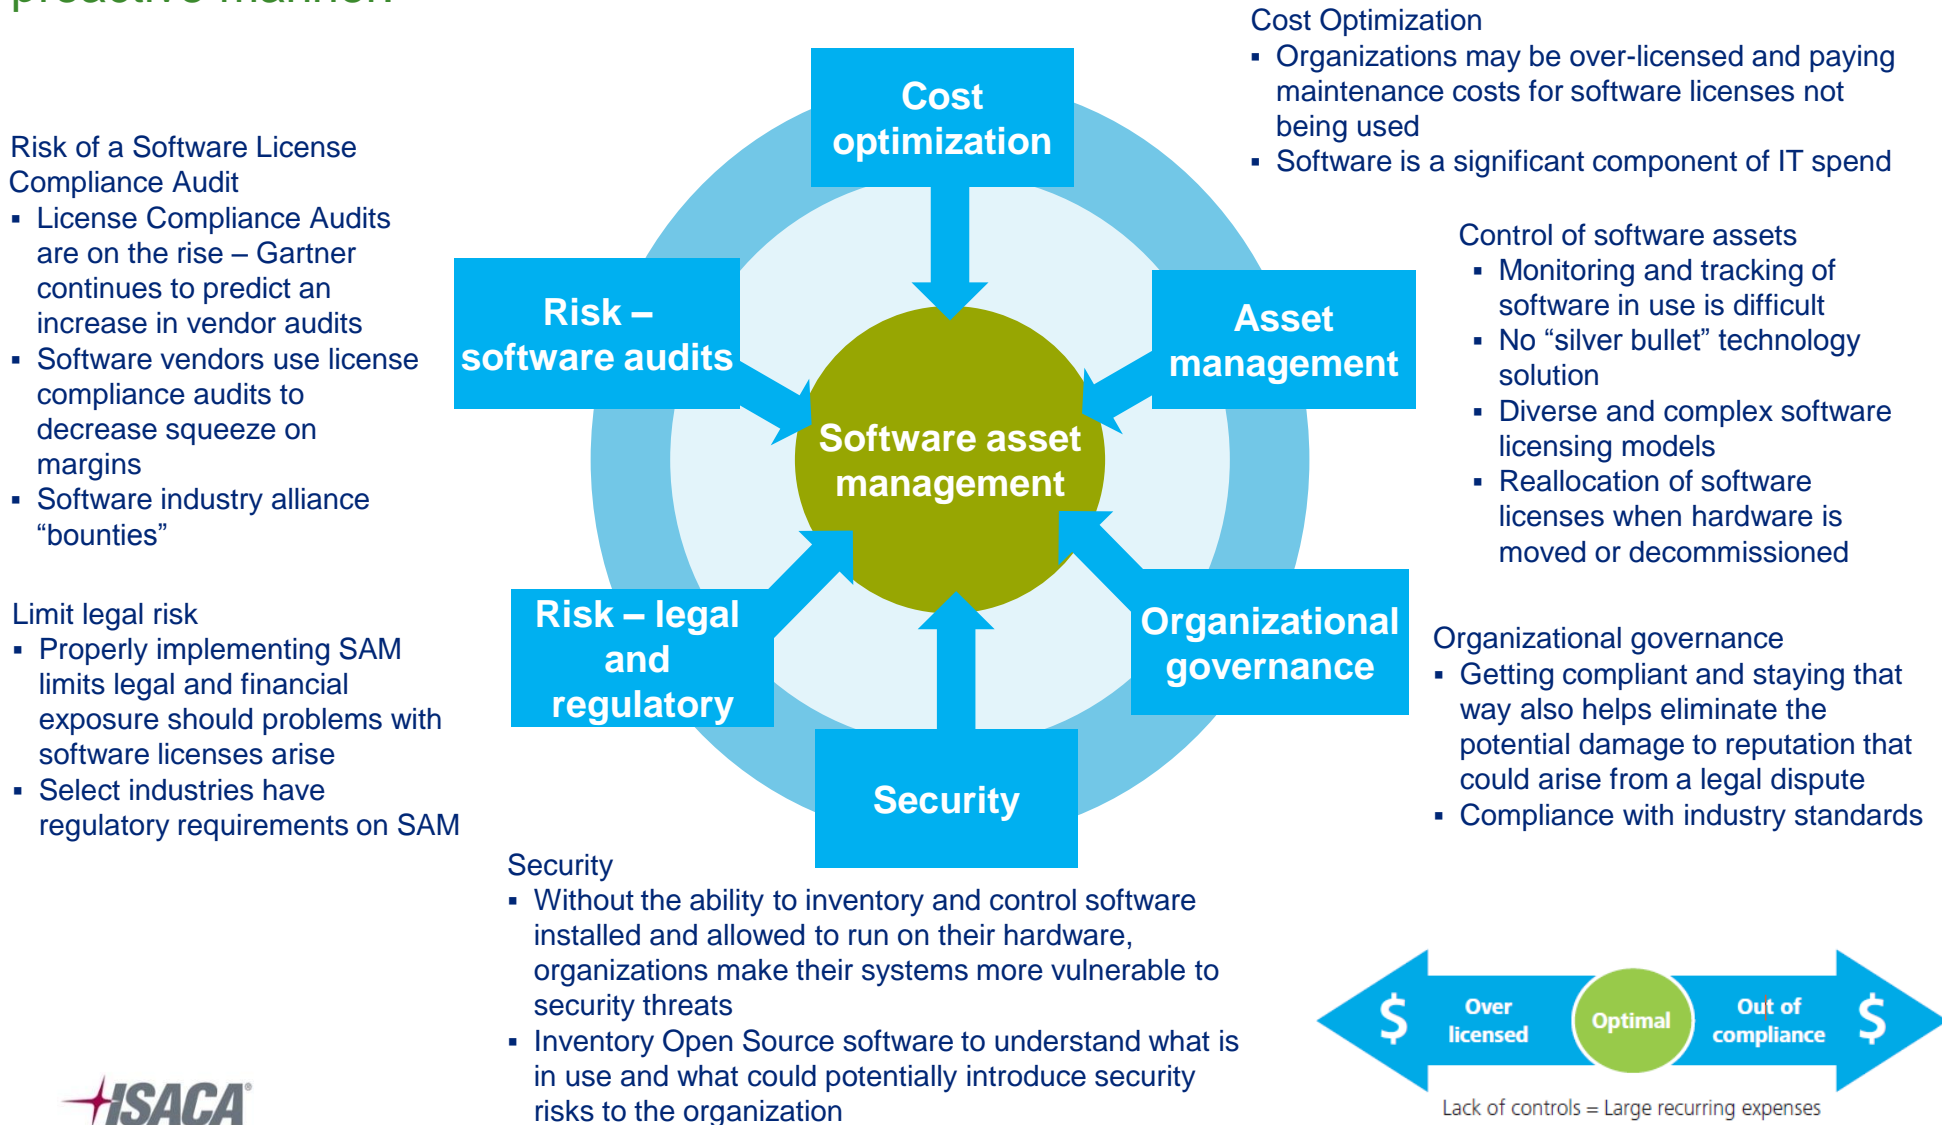 proactive manner.
Cost Optimization
▪ Organizations may be over-licensed and paying
maintenance costs for software licenses not
being used
▪ Software is a significant component of IT spend
Risk of a Software License
Compliance Audit
▪ License Compliance Audits
are on the rise – Gartner
continues to predict an
increase in vendor audits
▪ Software vendors use license
compliance audits to
decrease squeeze on
margins
▪ Software industry alliance
“bounties”
Limit legal risk
▪ Properly implementing SAM
limits legal and financial
exposure should problems with
software licenses arise
▪ Select industries have
regulatory requirements on SAM
Cost
optimization
Risk –
software audits
Asset
management
Software asset
management
Risk – legal
and
regulatory
Organizational
governance
Security
Control of software assets
▪ Monitoring and tracking of
software in use is difficult
▪ No “silver bullet” technology
solution
▪ Diverse and complex software
licensing models
▪ Reallocation of software
licenses when hardware is
moved or decommissioned
Organizational governance
▪ Getting compliant and staying that
way also helps eliminate the
potential damage to reputation that
could arise from a legal dispute
▪ Compliance with industry standards
Security
▪ Without the ability to inventory and control software
installed and allowed to run on their hardware,
organizations make their systems more vulnerable to
security threats
▪ Inventory Open Source software to understand what is
in use and what could potentially introduce security
risks to the organization
$ Over
licensed
Optimal
Out of
compliance $
Lack of controls = Large recurring expenses
ISACA®